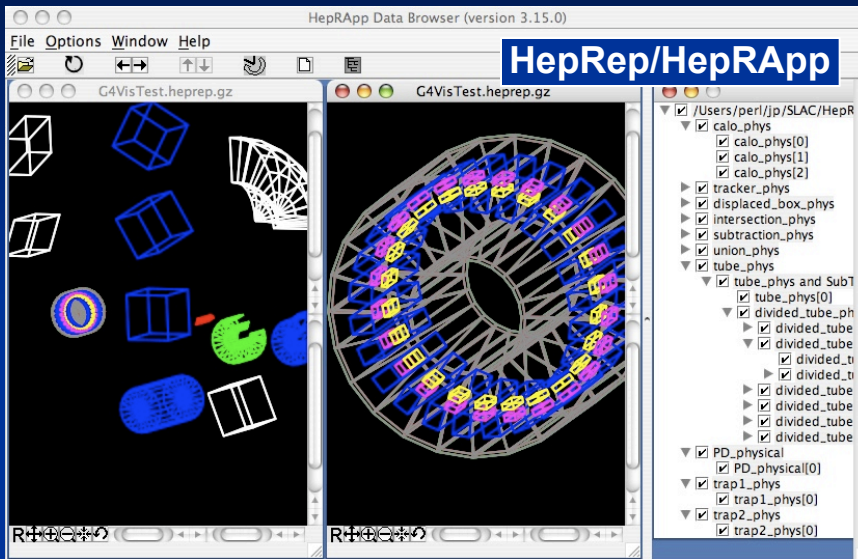 HepRApp Data Browser (version 3.15.0)
File Options Window Help
HepRep/HepRApp
G4VisTest.heprep.gz
G4VisTest.heprep.gz
/Users/perl/jp/SLAC/HepR
calo_phys
calo_phys[0]
calo_phys[1]
calo_phys[2]
tracker_phys
displaced_box_phys
intersection_phys
subtraction_phys
union_phys
tube_phys
tube_phys and SubT
tube_phys[0]
divided_tube_ph
divided_tube
divided_tube
divided_tu
divided_tu
divided_tube
divided_tube
divided_tube
divided_tube
PD_physical
PD_physical[0]
trap1_phys
trap1_phys[0]
trap2_phys
trap2_phys[0]
R
R